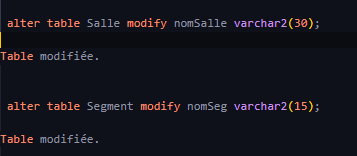 alter table Salle modify nomSalle varchar2(30);
Table modifiée.
alter table Segment modify nomSeg varchar2(15);
Table modifiée.